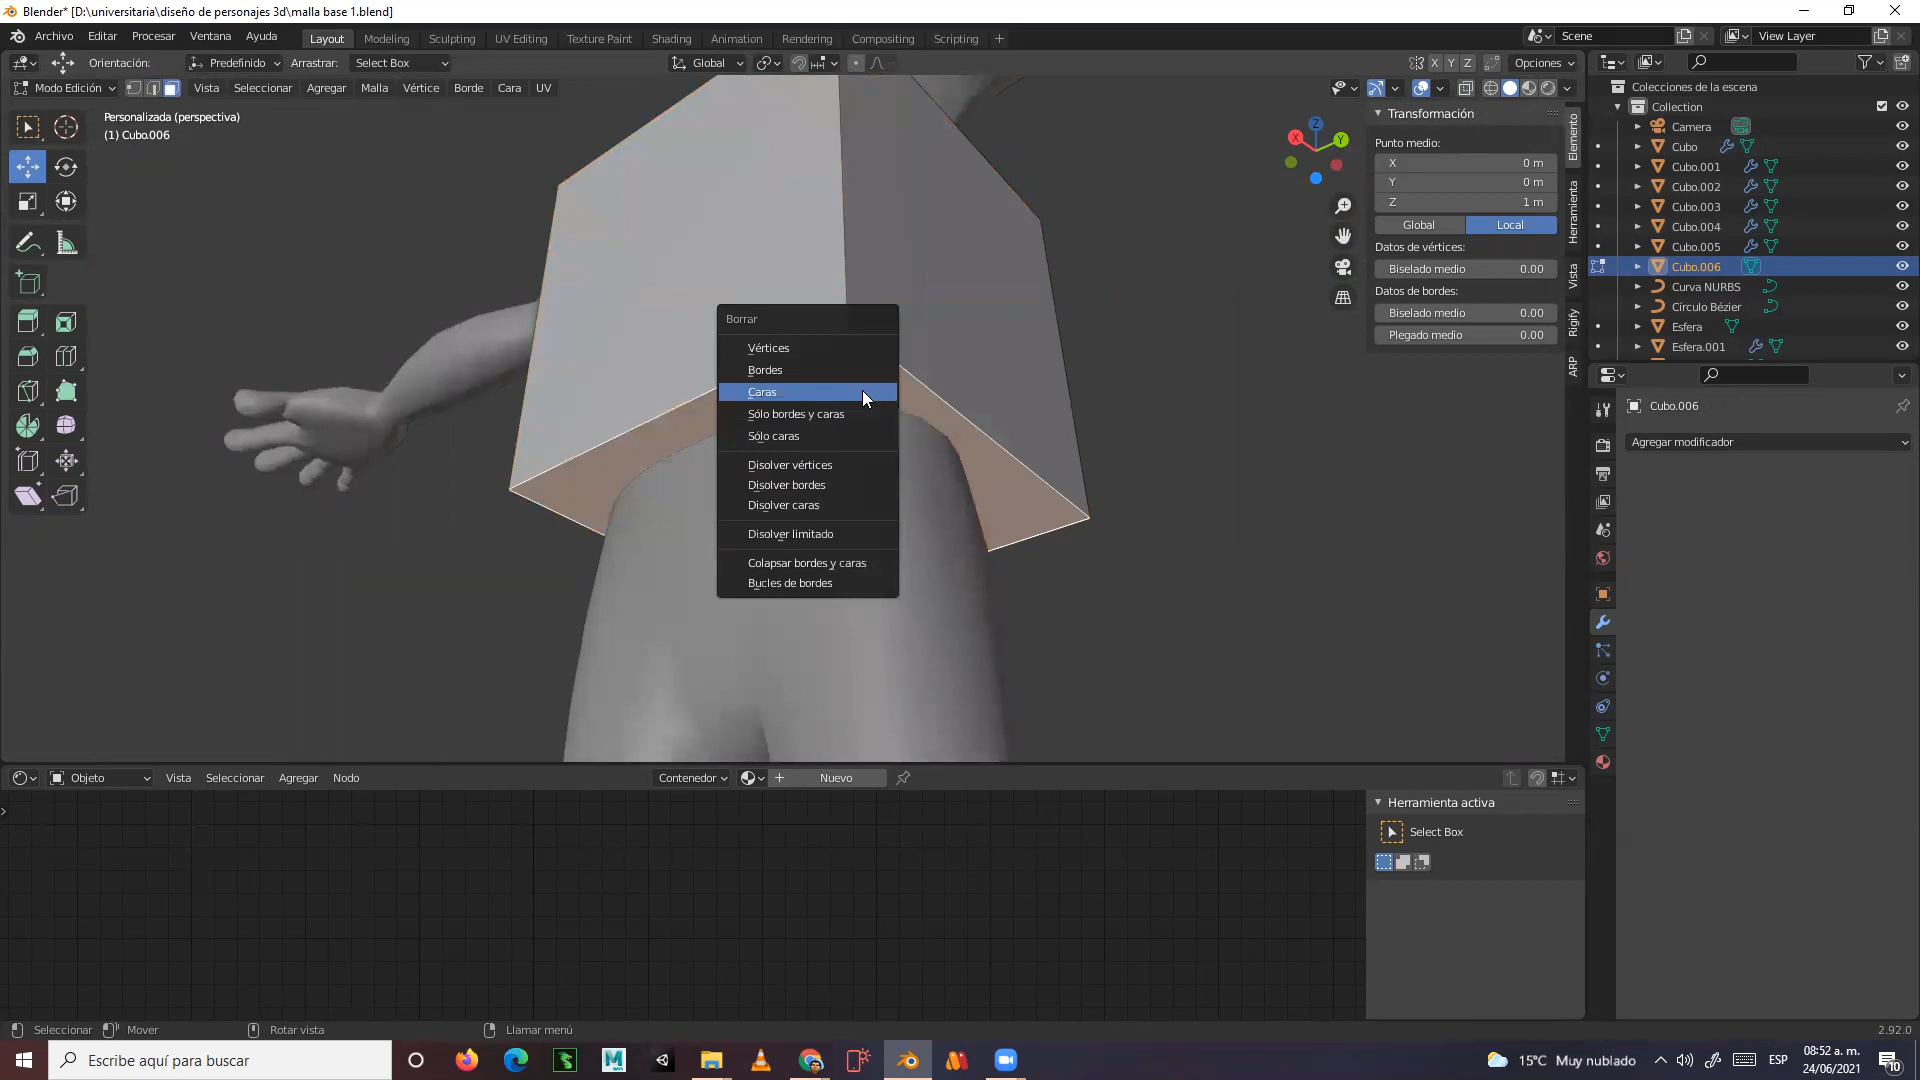 Blender* [D:\universitaria\diseño de personajes 3d\malla base 1.blend]
Archivo Editar Procesar Ventana Ayuda Layout Modeling Sculpting UV Editing Texture Paint Shading Animation Rendering Compositing Scripting + Scene View Layer
Orientación: Predefinido Arrastrar: Select Box Global X Y Z Opciones
Modo Edición Vista Seleccionar Agregar Malla Vértice Borde Cara UV
Personalizada (perspectiva)
(1) Cubo.006
Z
X
Y
Transformación
Punto medio:
X 0 m
Y 0 m
Z 1 m
Global Local
Datos de vértices:
Biselado medio 0.00
Datos de bordes:
Biselado medio 0.00
Plegado medio 0.00
Elemento
Herramienta
Vista
Rigify
ARP
Colecciones de la escena
Collection
Camera
Cubo
Cubo.001
Cubo.002
Cubo.003
Cubo.004
Cubo.005
Cubo.006
Curva NURBS
Círculo Bézier
Esfera
Esfera.001
Cubo.006
Agregar modificador
Borrar
Vértices
Bordes
Caras
Sólo bordes y caras
Sólo caras
Disolver vértices
Disolver bordes
Disolver caras
Disolver limitado
Colapsar bordes y caras
Bucles de bordes
Objeto Vista Seleccionar Agregar Nodo Contenedor + Nuevo
Herramienta activa
Select Box
Seleccionar Mover Rotar vista Llamar menú 2.92.0
Escribe aquí para buscar
15°C Muy nublado
ESP
08:52 a. m.
24/06/2021
10